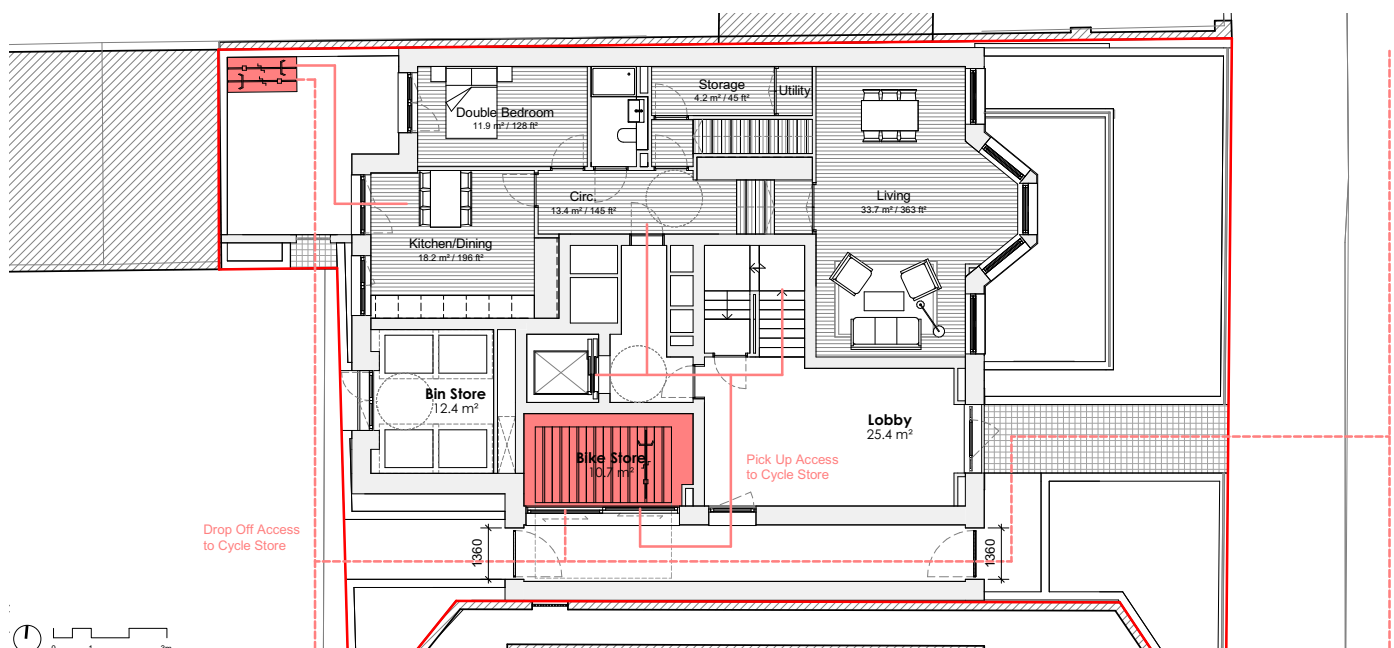 Storage
4.2 m² / 45 ft²
Utility
Double Bedroom
11.9 m² / 128 ft²
Circ.
13.4 m² / 145 ft²
Living
33.7 m² / 363 ft²
Kitchen/Dining
18.2 m² / 196 ft²
Bin Store
12.4 m²
Lobby
25.4 m²
Bike Store
10.7 m²
Pick Up Access
to Cycle Store
Drop Off Access
to Cycle Store
1360
1360